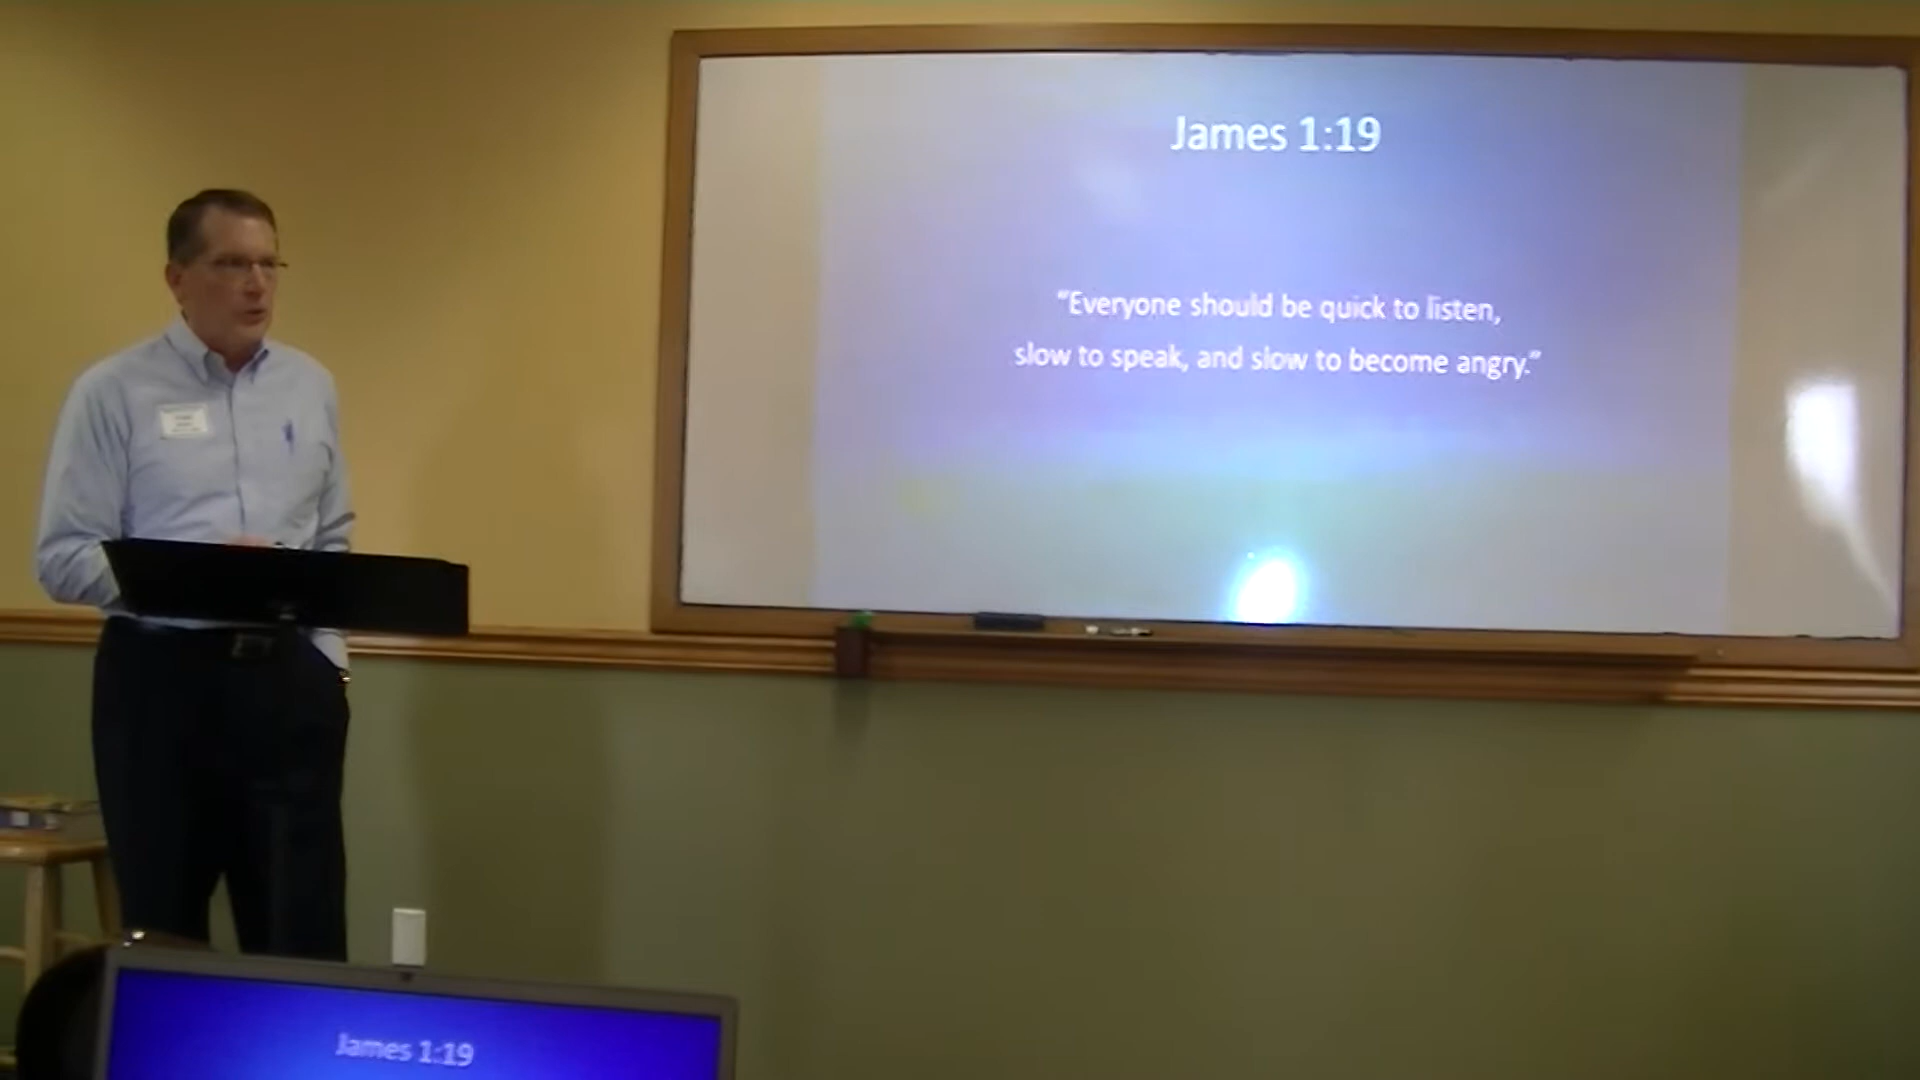 James 1:19
“Everyone should be quick to listen,
slow to speak, and slow to become angry.”
James 1:19